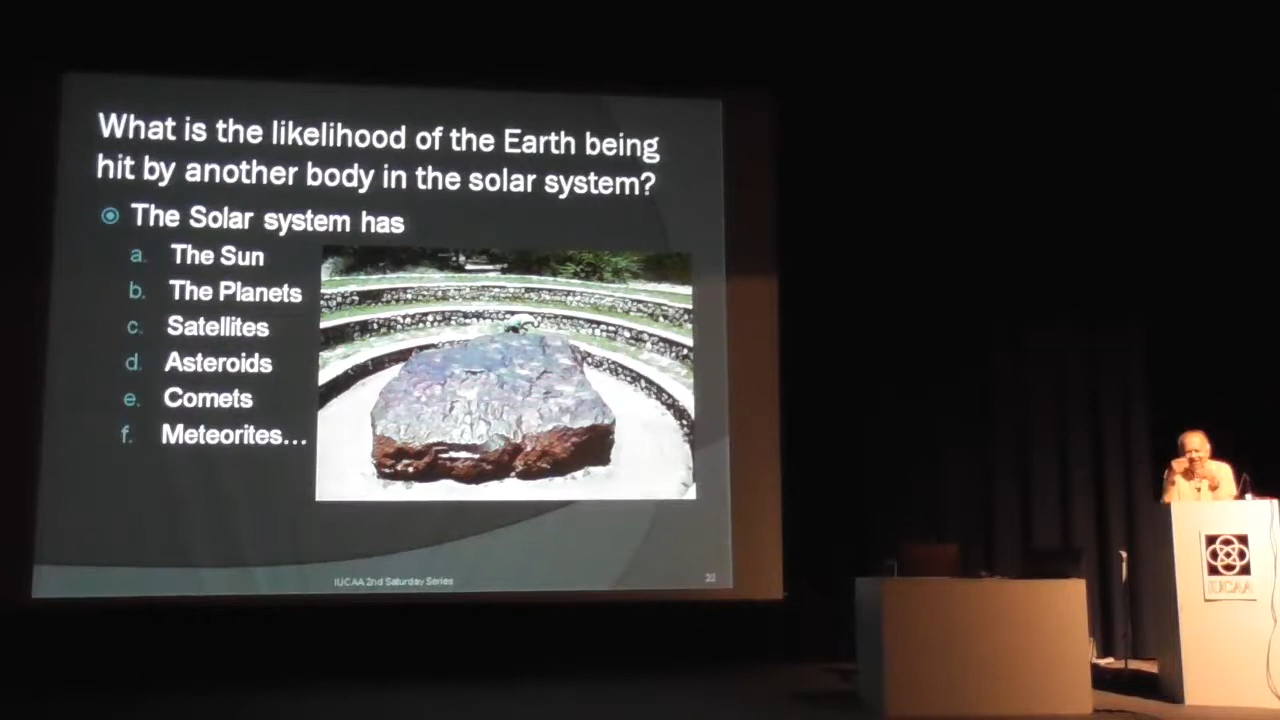 What is the likelihood of the Earth being
hit by another body in the solar system?
The Solar system has
a. The Sun
b. The Planets
c. Satellites
d. Asteroids
e. Comets
f. Meteorites...
IUCAA 2nd Saturday Series
IUCAA